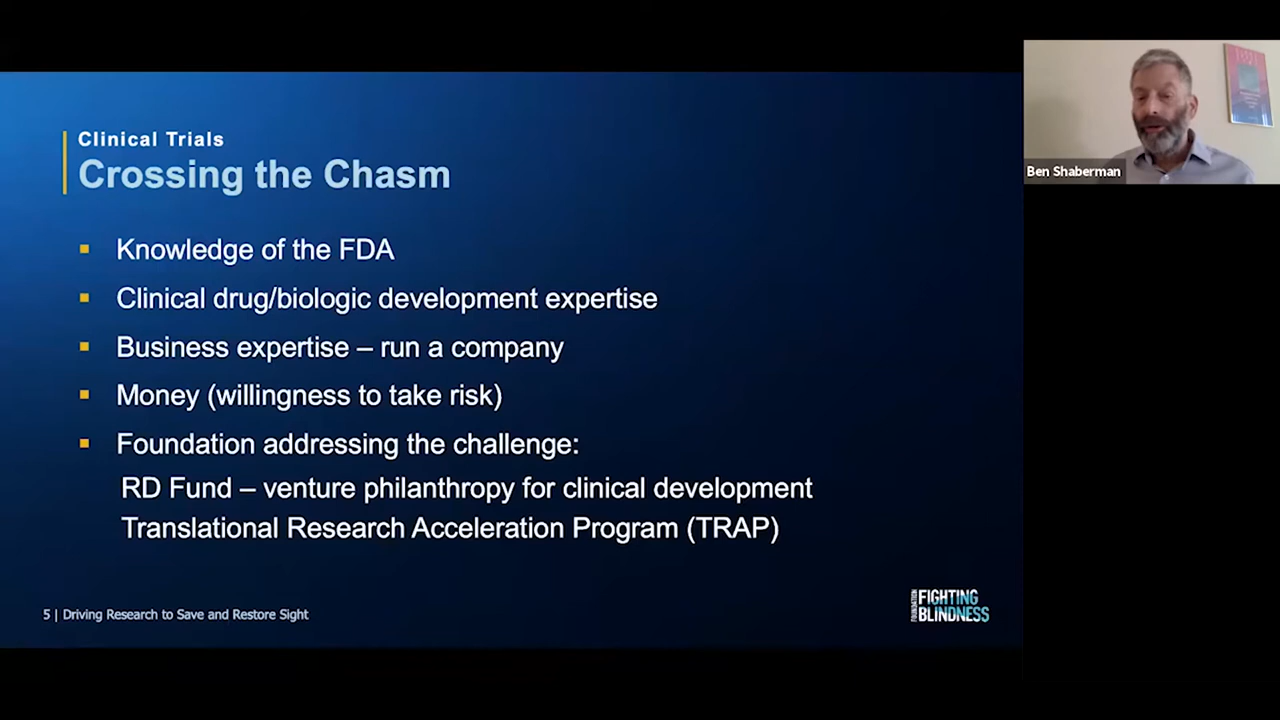 Clinical Trials
Crossing the Chasm
▪ Knowledge of the FDA
▪ Clinical drug/biologic development expertise
▪ Business expertise – run a company
▪ Money (willingness to take risk)
▪ Foundation addressing the challenge:
RD Fund – venture philanthropy for clinical development
Translational Research Acceleration Program (TRAP)
5 | Driving Research to Save and Restore Sight
FOUNDATION
FIGHTING
BLINDNESS
Ben Shaberman